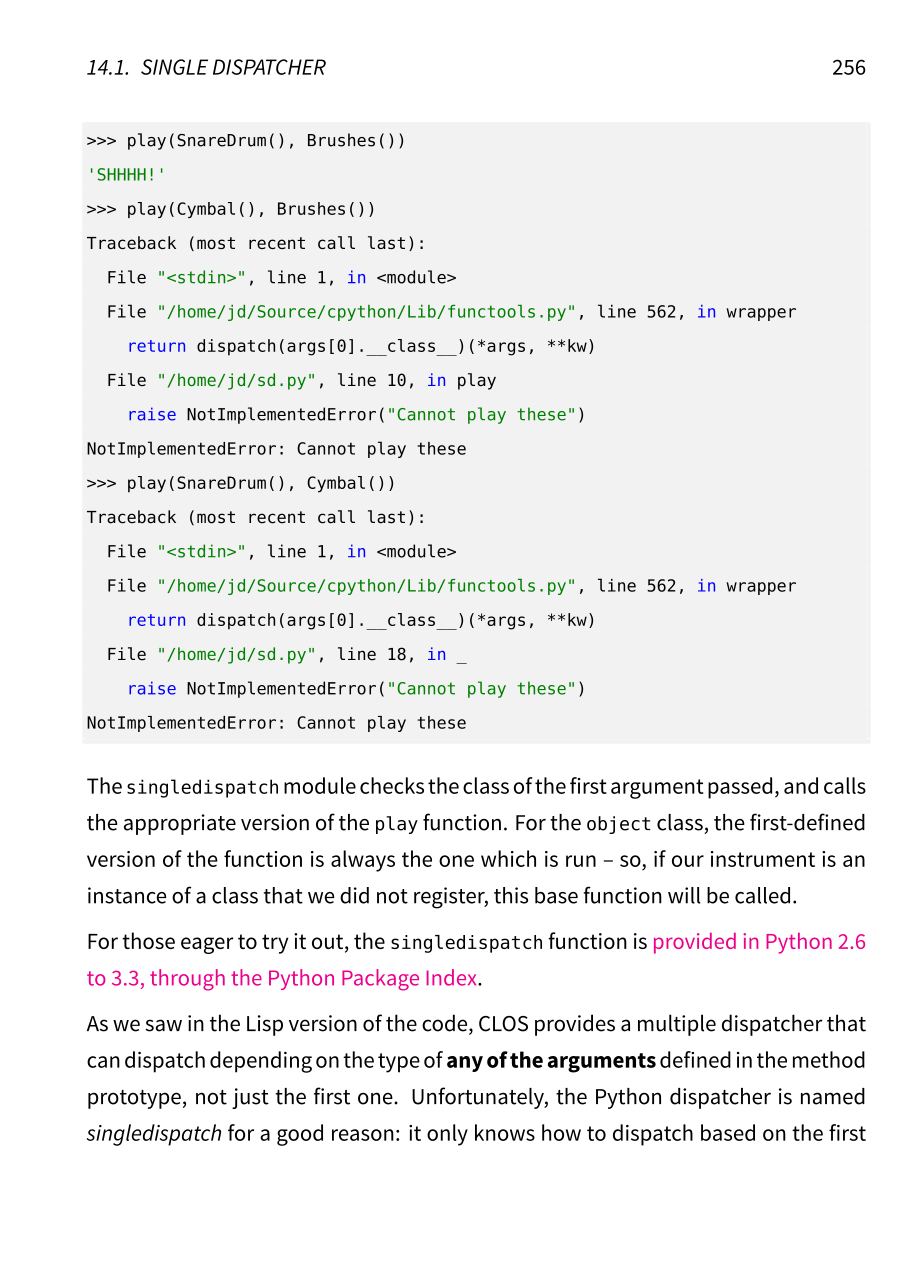 14.1. SINGLE DISPATCHER 256
>>> play(SnareDrum(), Brushes())
'SHHHH!'
>>> play(Cymbal(), Brushes())
Traceback (most recent call last):
  File "<stdin>", line 1, in <module>
  File "/home/jd/Source/cpython/Lib/functools.py", line 562, in wrapper
    return dispatch(args[0].__class__)(*args, **kw)
  File "/home/jd/sd.py", line 10, in play
    raise NotImplementedError("Cannot play these")
NotImplementedError: Cannot play these
>>> play(SnareDrum(), Cymbal())
Traceback (most recent call last):
  File "<stdin>", line 1, in <module>
  File "/home/jd/Source/cpython/Lib/functools.py", line 562, in wrapper
    return dispatch(args[0].__class__)(*args, **kw)
  File "/home/jd/sd.py", line 18, in _
    raise NotImplementedError("Cannot play these")
NotImplementedError: Cannot play these
The singledispatch module checks the class of the first argument passed, and calls
the appropriate version of the play function. For the object class, the first-defined
version of the function is always the one which is run – so, if our instrument is an
instance of a class that we did not register, this base function will be called.
For those eager to try it out, the singledispatch function is provided in Python 2.6
to 3.3, through the Python Package Index.
As we saw in the Lisp version of the code, CLOS provides a multiple dispatcher that
can dispatch depending on the type of any of the arguments defined in the method
prototype, not just the first one. Unfortunately, the Python dispatcher is named
singledispatch for a good reason: it only knows how to dispatch based on the first